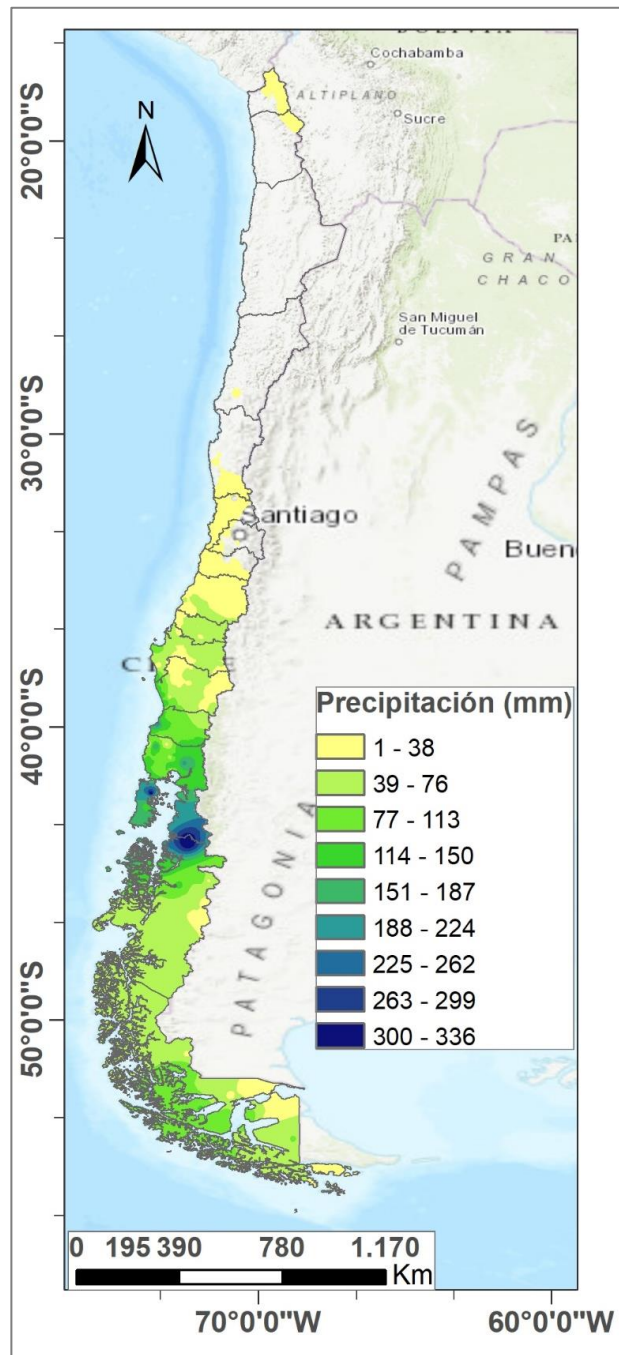 BOLIVIA
Cochabamba
ALTIPLANO
Sucre
N
20°0'0"S
PA
GRAN
CHACO
San Miguel
de Tucumán
30°0'0"S
PAMPAS
Santiago
Buen
ARGENTINA
40°0'0"S
PATAGONIA
Precipitación (mm)
1 - 38
39 - 76
77 - 113
114 - 150
151 - 187
188 - 224
225 - 262
263 - 299
300 - 336
50°0'0"S
0 195 390 780 1.170
Km
70°0'0"W 60°0'0"W